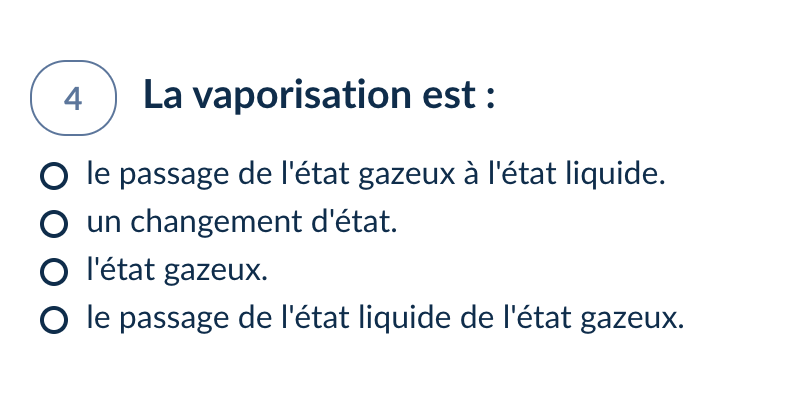 4 La vaporisation est :
le passage de l'état gazeux à l'état liquide.
un changement d'état.
l'état gazeux.
le passage de l'état liquide de l'état gazeux.